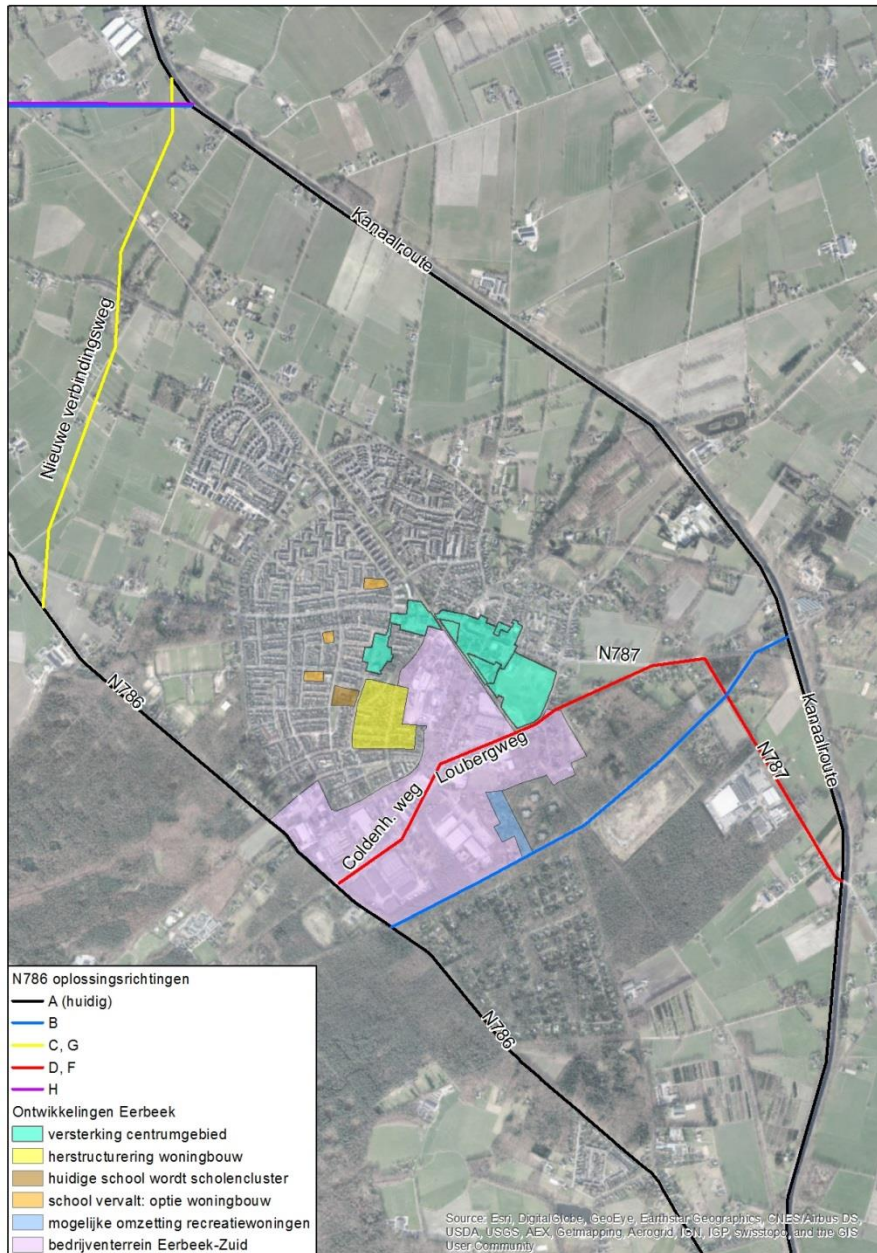 Kanaalroute
Nieuwe verbindingsweg
N786
N787
Loubergweg
Coldenh. weg
N787
Kanaalroute
N786
N786 oplossingsrichtingen
A (huidig)
B
C, G
D, F
H
Ontwikkelingen Eerbeek
versterking centrumgebied
herstructurering woningbouw
huidige school wordt scholencluster
school vervalt: optie woningbouw
mogelijke omzetting recreatiewoningen
bedrijventerrein Eerbeek-Zuid
Source: Esri, DigitalGlobe, GeoEye, Earthstar Geographics, CNES/Airbus DS,
USDA, USGS, AEX, Getmapping, Aerogrid, IGN, IGP, swisstopo, and the GIS
User Community